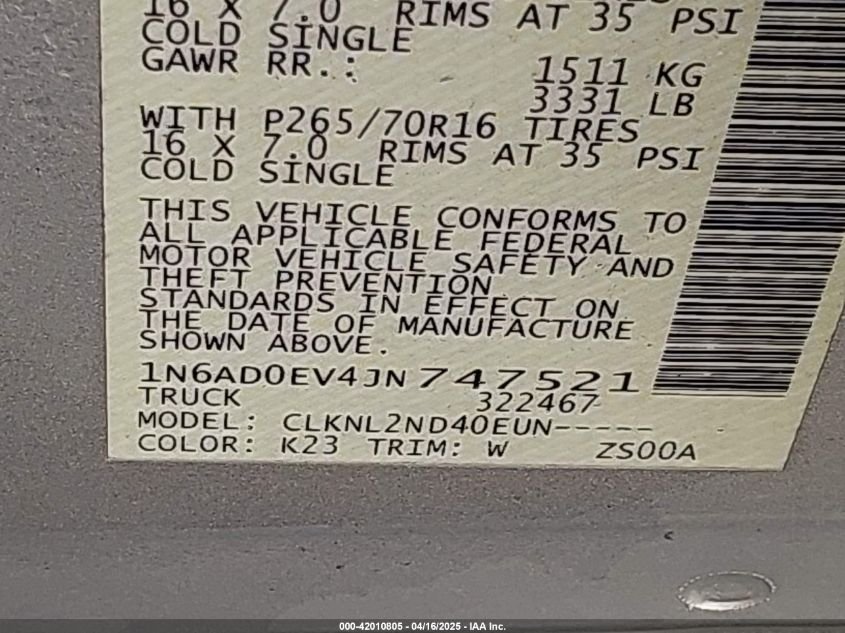 16 X 7.0 RIMS AT 35 PSI
COLD SINGLE
GAWR RR.: 1511 KG
3331 LB
WITH P265/70R16 TIRES
16 X 7.0 RIMS AT 35 PSI
COLD SINGLE
THIS VEHICLE CONFORMS TO
ALL APPLICABLE FEDERAL
MOTOR VEHICLE SAFETY AND
THEFT PREVENTION
STANDARDS IN EFFECT ON
THE DATE OF MANUFACTURE
SHOWN ABOVE.
1N6AD0EV4JN747521
TRUCK 322467
MODEL: CLKNL2ND40EUN-----
COLOR: K23 TRIM: W ZS00A
000-42010805 - 04/16/2025 - IAA Inc.